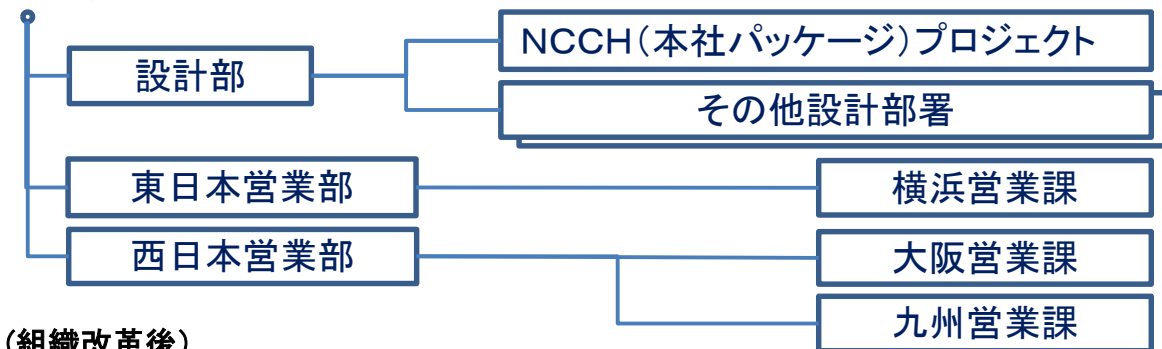 NCCH(本社パッケージ)プロジェクト
設計部
その他設計部署
東日本営業部
横浜営業課
西日本営業部
大阪営業課
九州営業課
(組織改革後)